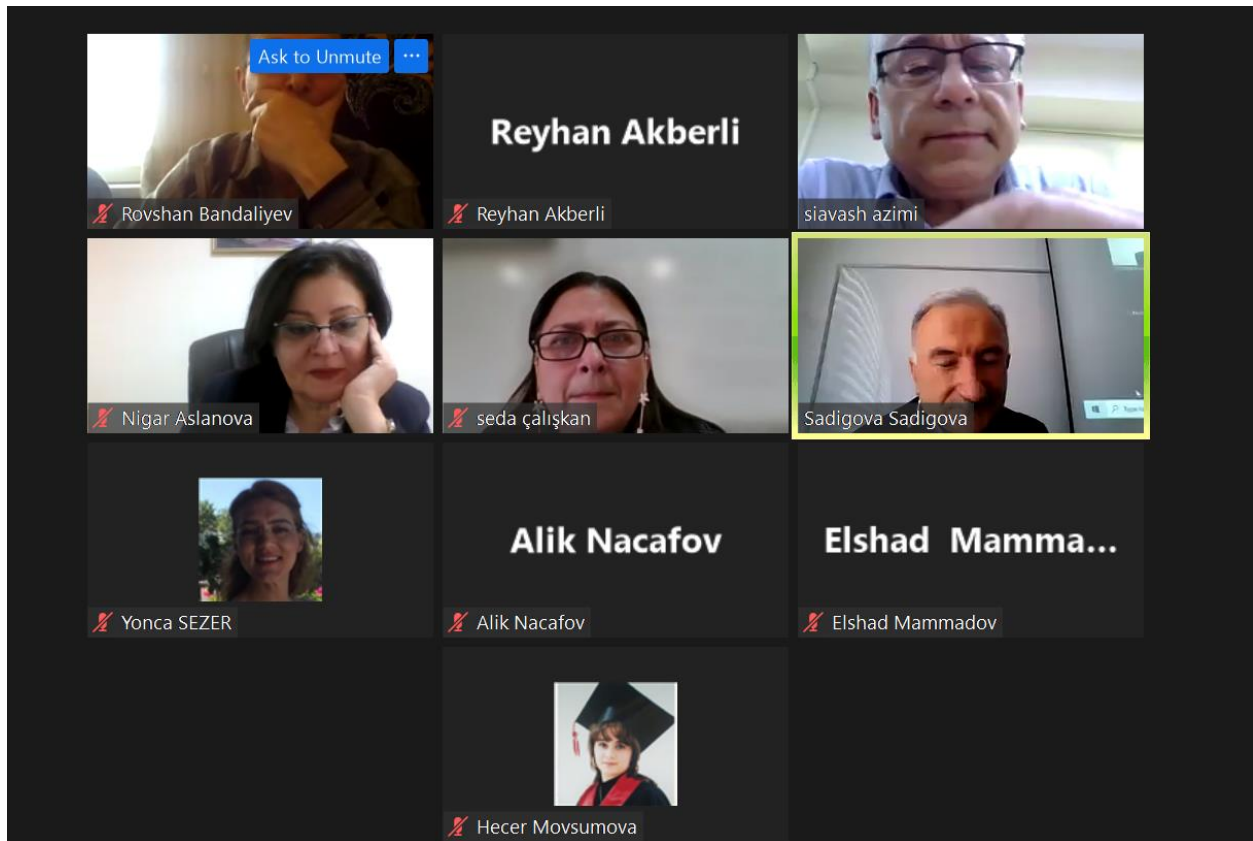 Ask to Unmute ...
Rovshan Bandaliyev
Reyhan Akberli
Reyhan Akberli
siavash azimi
Nigar Aslanova
seda çalışkan
Sadigova Sadigova
Yonca SEZER
Alik Nacafov
Alik Nacafov
Elshad Mamma...
Elshad Mammadov
Hecer Movsumova